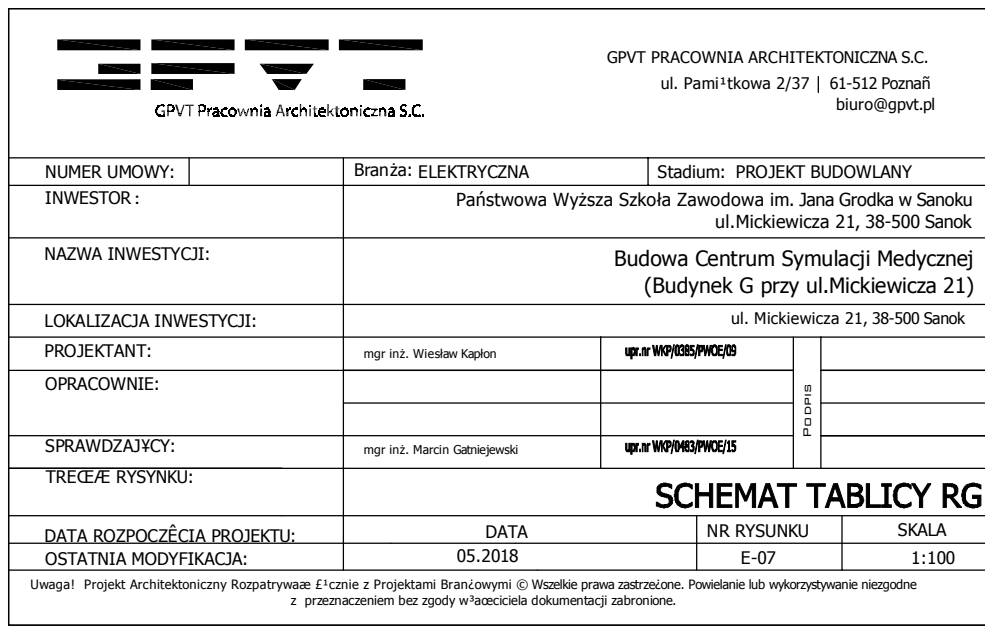 GPVT Pracownia Architektoniczna S.C.
GPVT PRACOWNIA ARCHITEKTONICZNA S.C.
ul. Pami¹tkowa 2/37 | 61-512 Poznañ
biuro@gpvt.pl
NUMER UMOWY: Branża: ELEKTRYCZNA Stadium: PROJEKT BUDOWLANY
INWESTOR : Państwowa Wyższa Szkoła Zawodowa im. Jana Grodka w Sanoku
ul.Mickiewicza 21, 38-500 Sanok
NAZWA INWESTYCJI: Budowa Centrum Symulacji Medycznej
(Budynek G przy ul.Mickiewicza 21)
LOKALIZACJA INWESTYCJI: ul. Mickiewicza 21, 38-500 Sanok
PROJEKTANT: mgr inż. Wiesław Kapłon upr.nr WKP/0385/PWOE/09
OPRACOWNIE:
PODPIS
SPRAWDZAJ¥CY: mgr inż. Marcin Gatniejewski upr.nr WKP/0483/PWOE/15
TREŒÆ RYSYNKU:
SCHEMAT TABLICY RG
DATA ROZPOCZÊCIA PROJEKTU: DATA NR RYSUNKU SKALA
OSTATNIA MODYFIKACJA: 05.2018 E-07 1:100
Uwaga! Projekt Architektoniczny Rozpatrywaæ £¹cznie z Projektami Bran¿owymi © Wszelkie prawa zastrze¿one. Powielanie lub wykorzystywanie niezgodne
z przeznaczeniem bez zgody w³aœciciela dokumentacji zabronione.